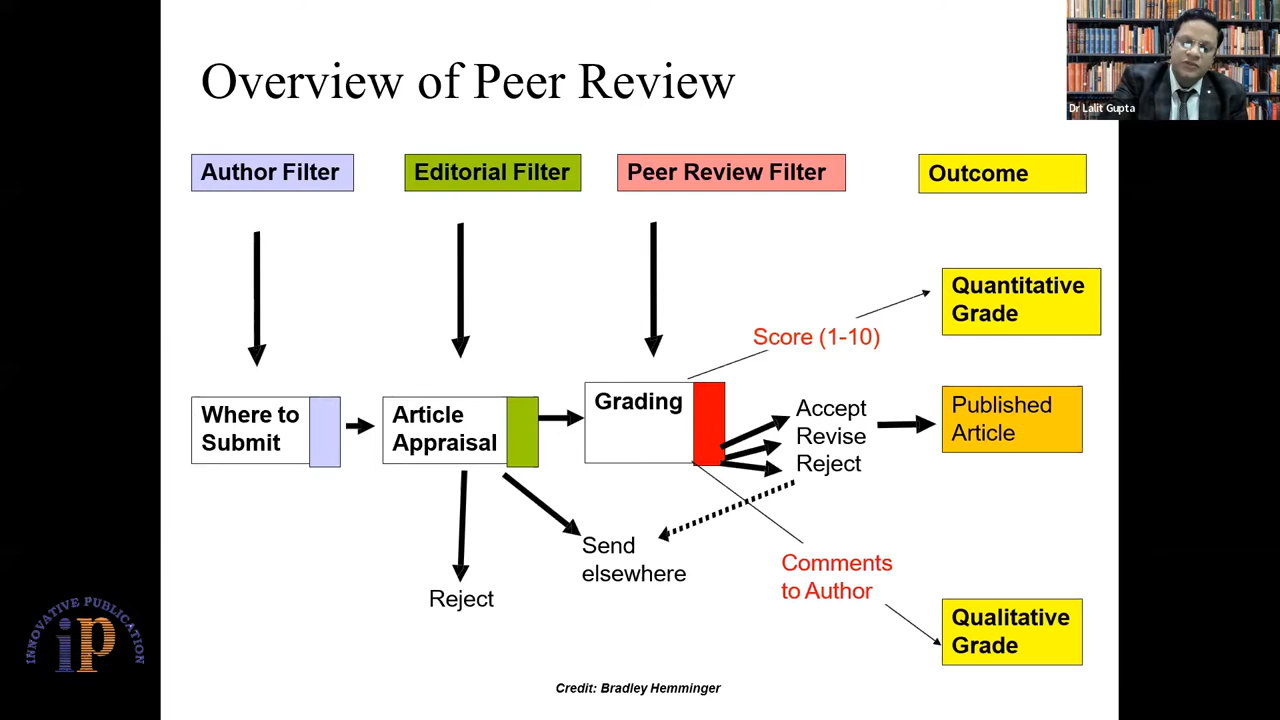 Overview of Peer Review
Dr Lalit Gupta
Author Filter
Editorial Filter
Peer Review Filter
Outcome
Quantitative
Grade
Score (1-10)
Where to
Submit
Article
Appraisal
Grading
Accept
Revise
Reject
Published
Article
Send
elsewhere
Reject
Comments
to Author
Qualitative
Grade
INNOVATIVE PUBLICATION
iP
Credit: Bradley Hemminger